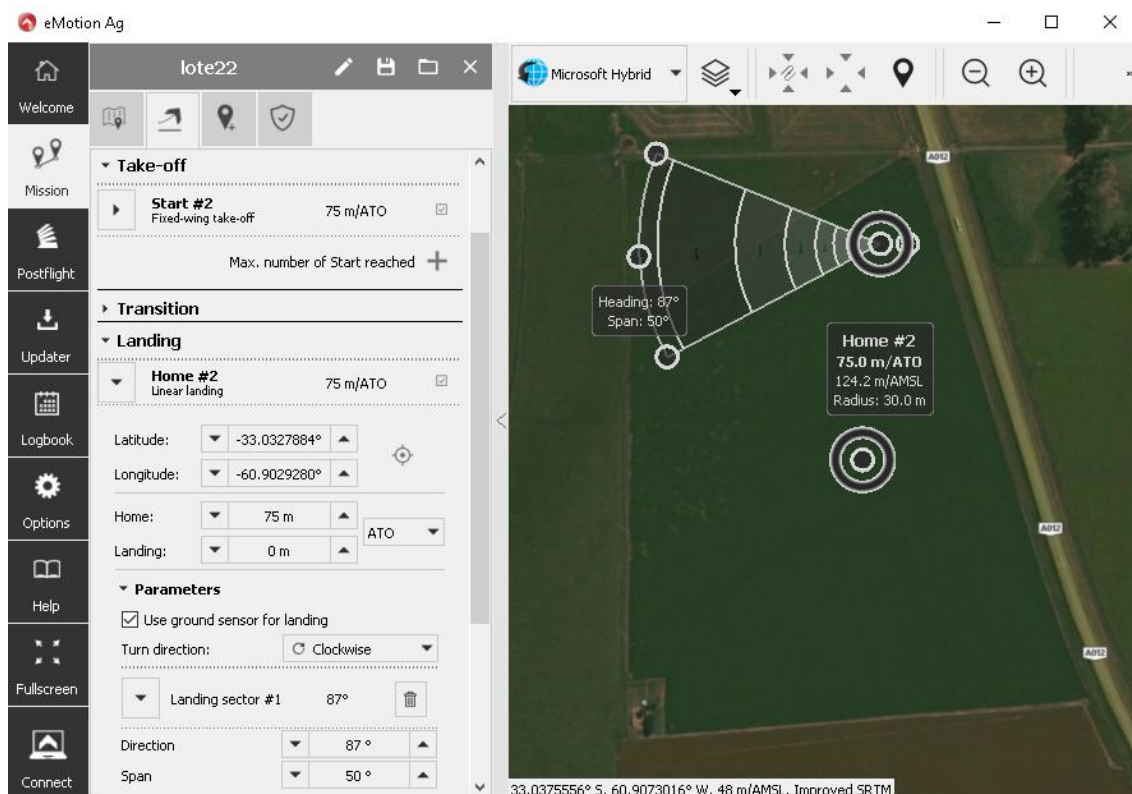 eMotion Ag
Welcome
Mission
Postflight
Updater
Logbook
Options
Help
Fullscreen
Connect
lote22
Take-off
Start #2 75 m/ATO
Fixed-wing take-off
Max. number of Start reached
Transition
Landing
Home #2 75 m/ATO
Linear landing
Latitude: -33.0327884°
Longitude: -60.9029280°
Home: 75 m
ATO
Landing: 0 m
Parameters
Use ground sensor for landing
Turn direction: Clockwise
Landing sector #1 87°
Direction 87 °
Span 50 °
Microsoft Hybrid
A012
Heading: 87°
Span: 50°
Home #2
75.0 m/ATO
124.2 m/AMSL
Radius: 30.0 m
A012
A012
33.0375556° S, 60.9073016° W, 48 m/AMSL, Improved SRTM